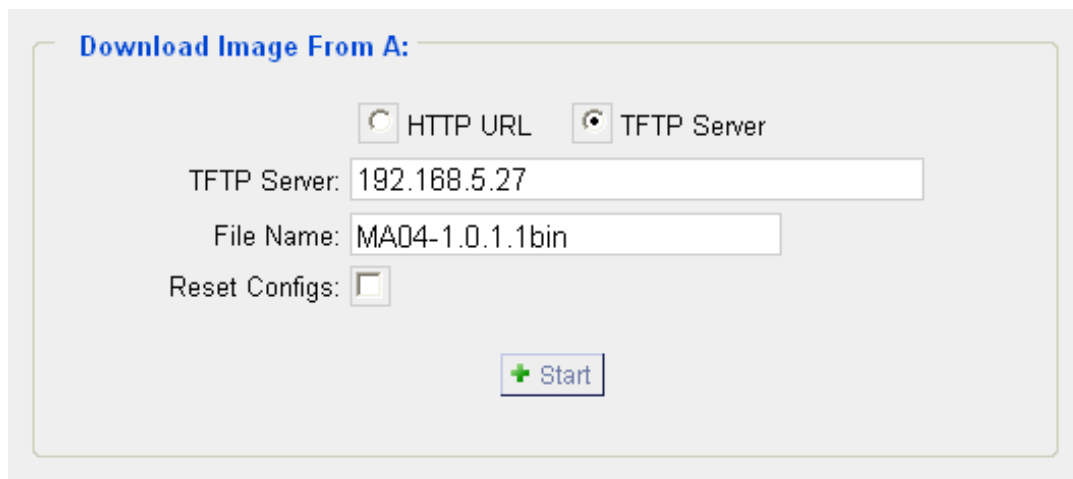 Download Image From A:
HTTP URL TFTP Server
TFTP Server: 192.168.5.27
File Name: MA04-1.0.1.1bin
Reset Configs:
Start